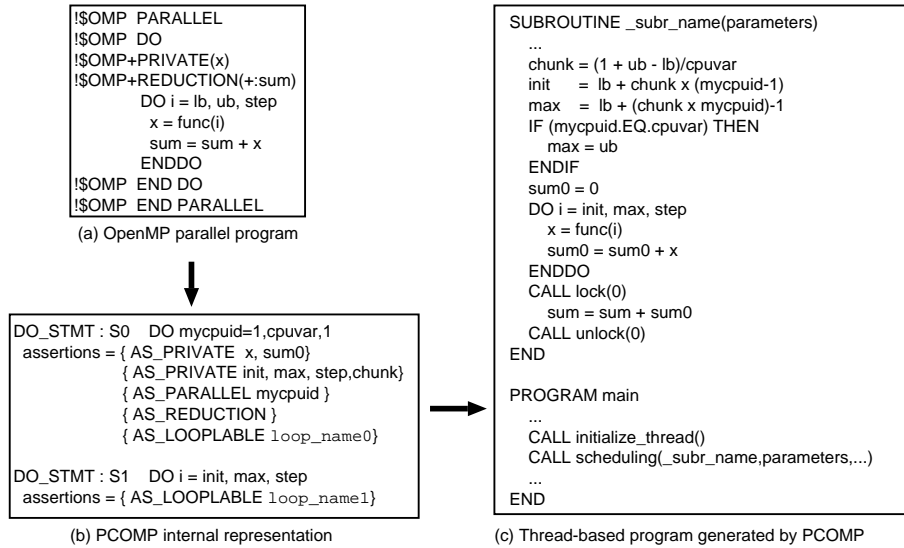 !$OMP PARALLEL
!$OMP DO
!$OMP+PRIVATE(x)
!$OMP+REDUCTION(+:sum)
DO i = lb, ub, step
x = func(i)
sum = sum + x
ENDDO
!$OMP END DO
!$OMP END PARALLEL
(a) OpenMP parallel program
DO_STMT : S0 DO mycpuid=1,cpuvar,1
assertions = { AS_PRIVATE x, sum0}
{ AS_PRIVATE init, max, step,chunk}
{ AS_PARALLEL mycpuid }
{ AS_REDUCTION }
{ AS_LOOPLABLE loop_name0}
DO_STMT : S1 DO i = init, max, step
assertions = { AS_LOOPLABLE loop_name1}
(b) PCOMP internal representation
SUBROUTINE _subr_name(parameters)
...
chunk = (1 + ub - lb)/cpuvar
init = lb + chunk x (mycpuid-1)
max = lb + (chunk x mycpuid)-1
IF (mycpuid.EQ.cpuvar) THEN
max = ub
ENDIF
sum0 = 0
DO i = init, max, step
x = func(i)
sum0 = sum0 + x
ENDDO
CALL lock(0)
sum = sum + sum0
CALL unlock(0)
END
PROGRAM main
...
CALL initialize_thread()
CALL scheduling(_subr_name,parameters,...)
...
END
(c) Thread-based program generated by PCOMP